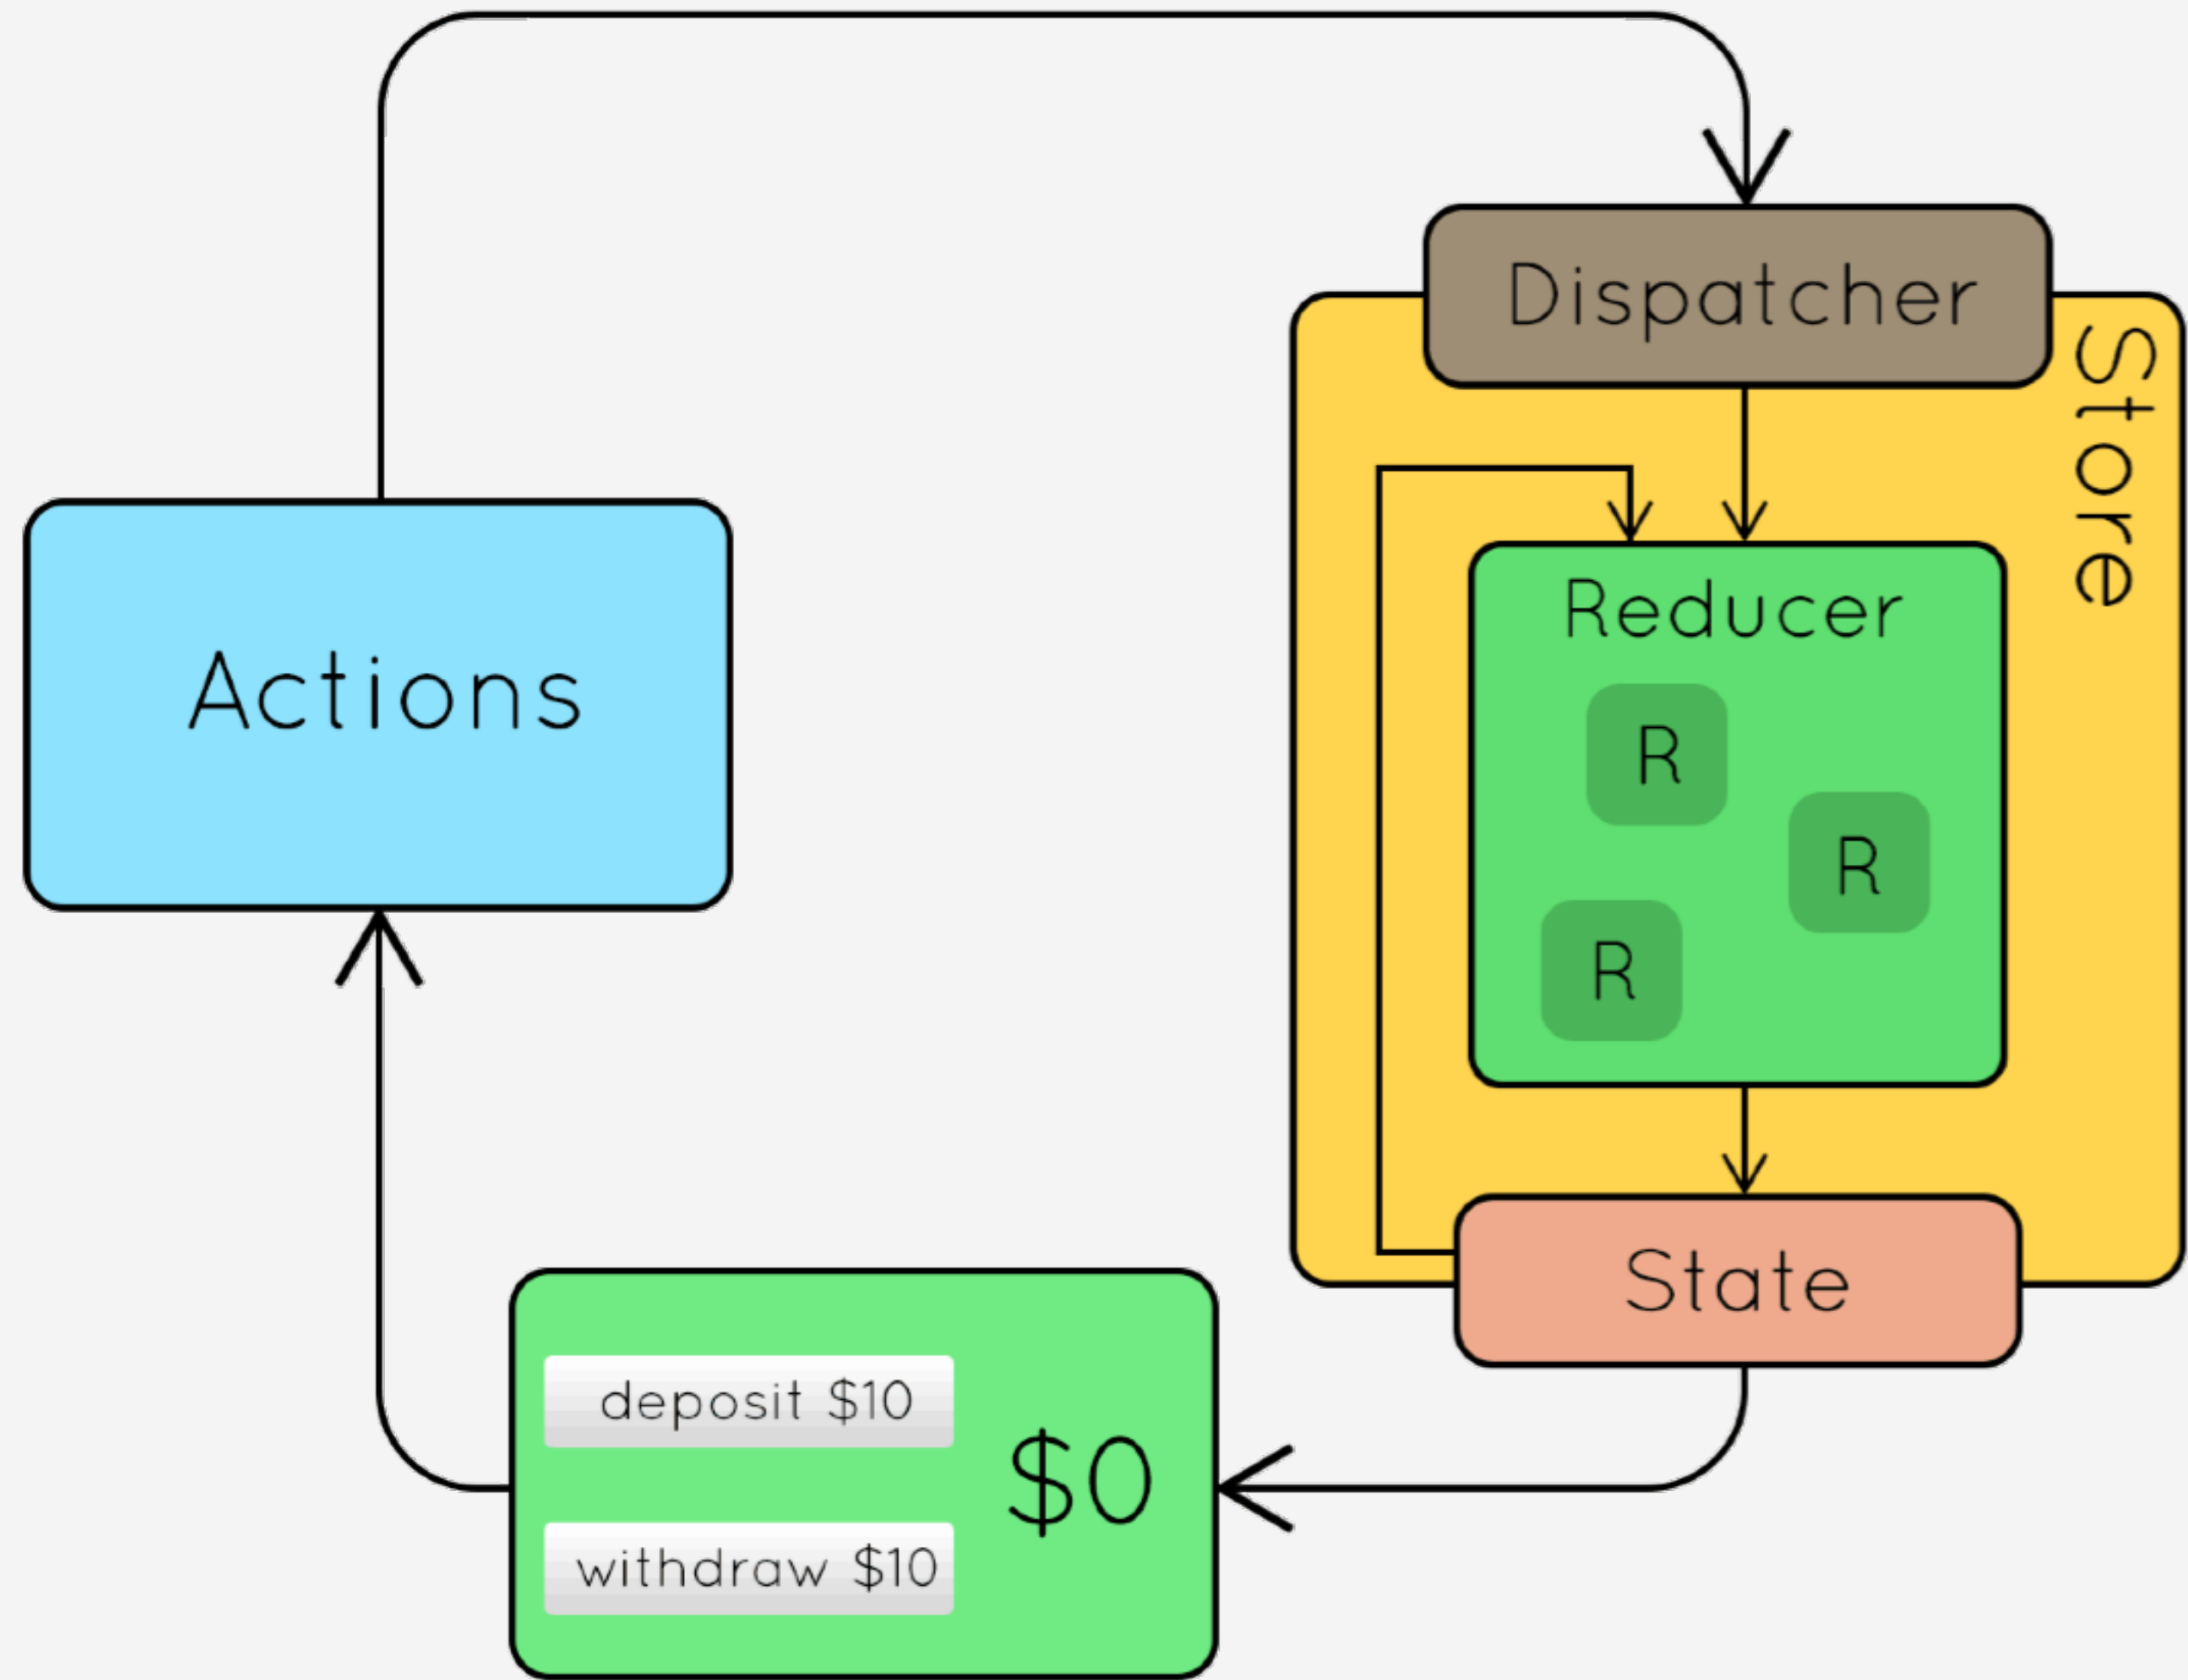 Dispatcher
Store
Reducer
R
R
R
Actions
State
deposit $10
$0
withdraw $10